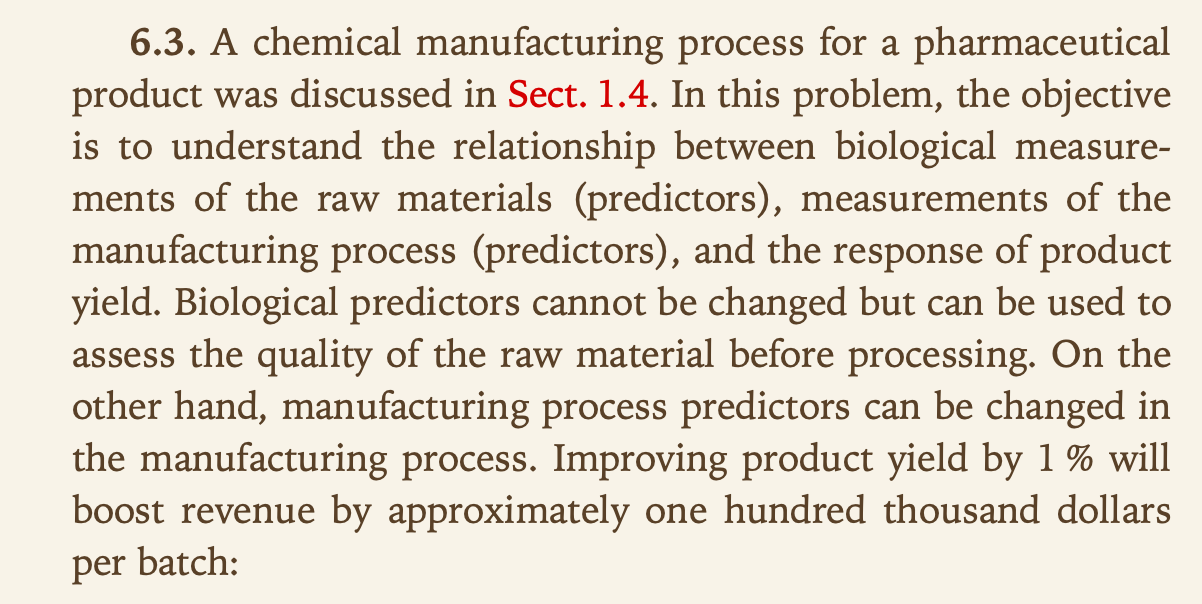 6.3. A chemical manufacturing process for a pharmaceutical
product was discussed in Sect. 1.4. In this problem, the objective
is to understand the relationship between biological measure-
ments of the raw materials (predictors), measurements of the
manufacturing process (predictors), and the response of product
yield. Biological predictors cannot be changed but can be used to
assess the quality of the raw material before processing. On the
other hand, manufacturing process predictors can be changed in
the manufacturing process. Improving product yield by 1 % will
boost revenue by approximately one hundred thousand dollars
per batch: